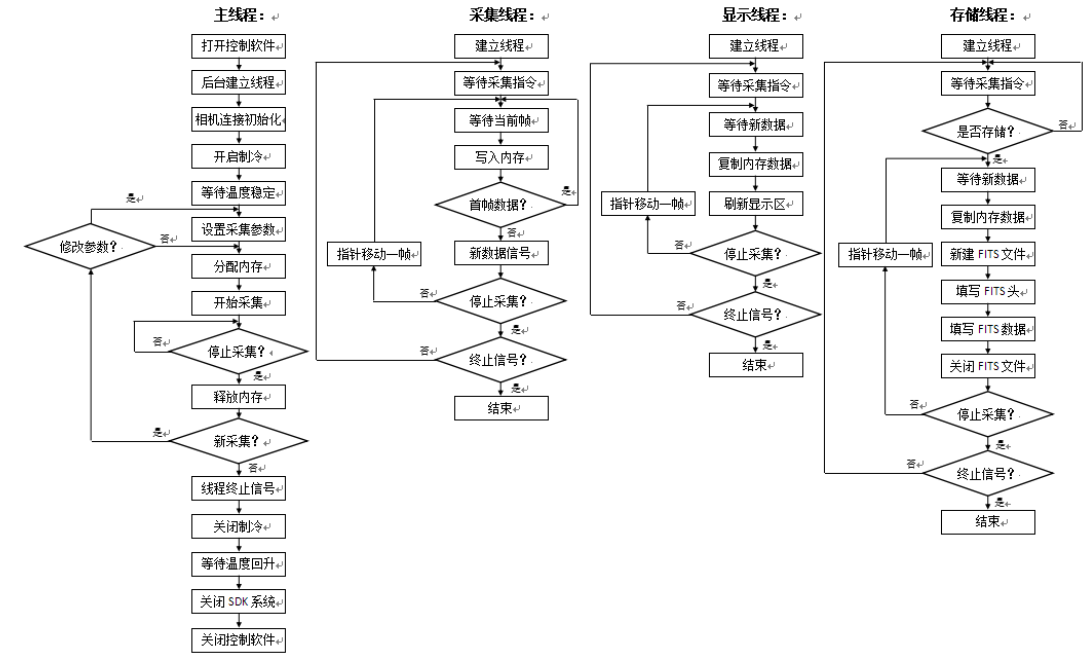 主线程：
打开控制软件
后台建立线程
相机连接初始化
开启制冷
等待温度稳定
是
设置采集参数
修改参数？
否
分配内存
开始采集
否
停止采集？
是
释放内存
是
新采集？
否
线程终止信号
关闭制冷
等待温度回升
关闭 SDK 系统
关闭控制软件
采集线程：
建立线程
等待采集指令
等待当前帧
写入内存
是
首帧数据？
否
指针移动一帧
新数据信号
否
停止采集？
是
否
终止信号？
是
结束
显示线程：
建立线程
等待采集指令
等待新数据
复制内存数据
指针移动一帧
刷新显示区
否
停止采集？
是
否
终止信号？
是
结束
存储线程：
建立线程
等待采集指令
否
是否存储？
是
等待新数据
复制内存数据
指针移动一帧
新建 FITS 文件
填写 FITS 头
填写 FITS 数据
关闭 FITS 文件
否
停止采集？
是
否
终止信号？
是
结束